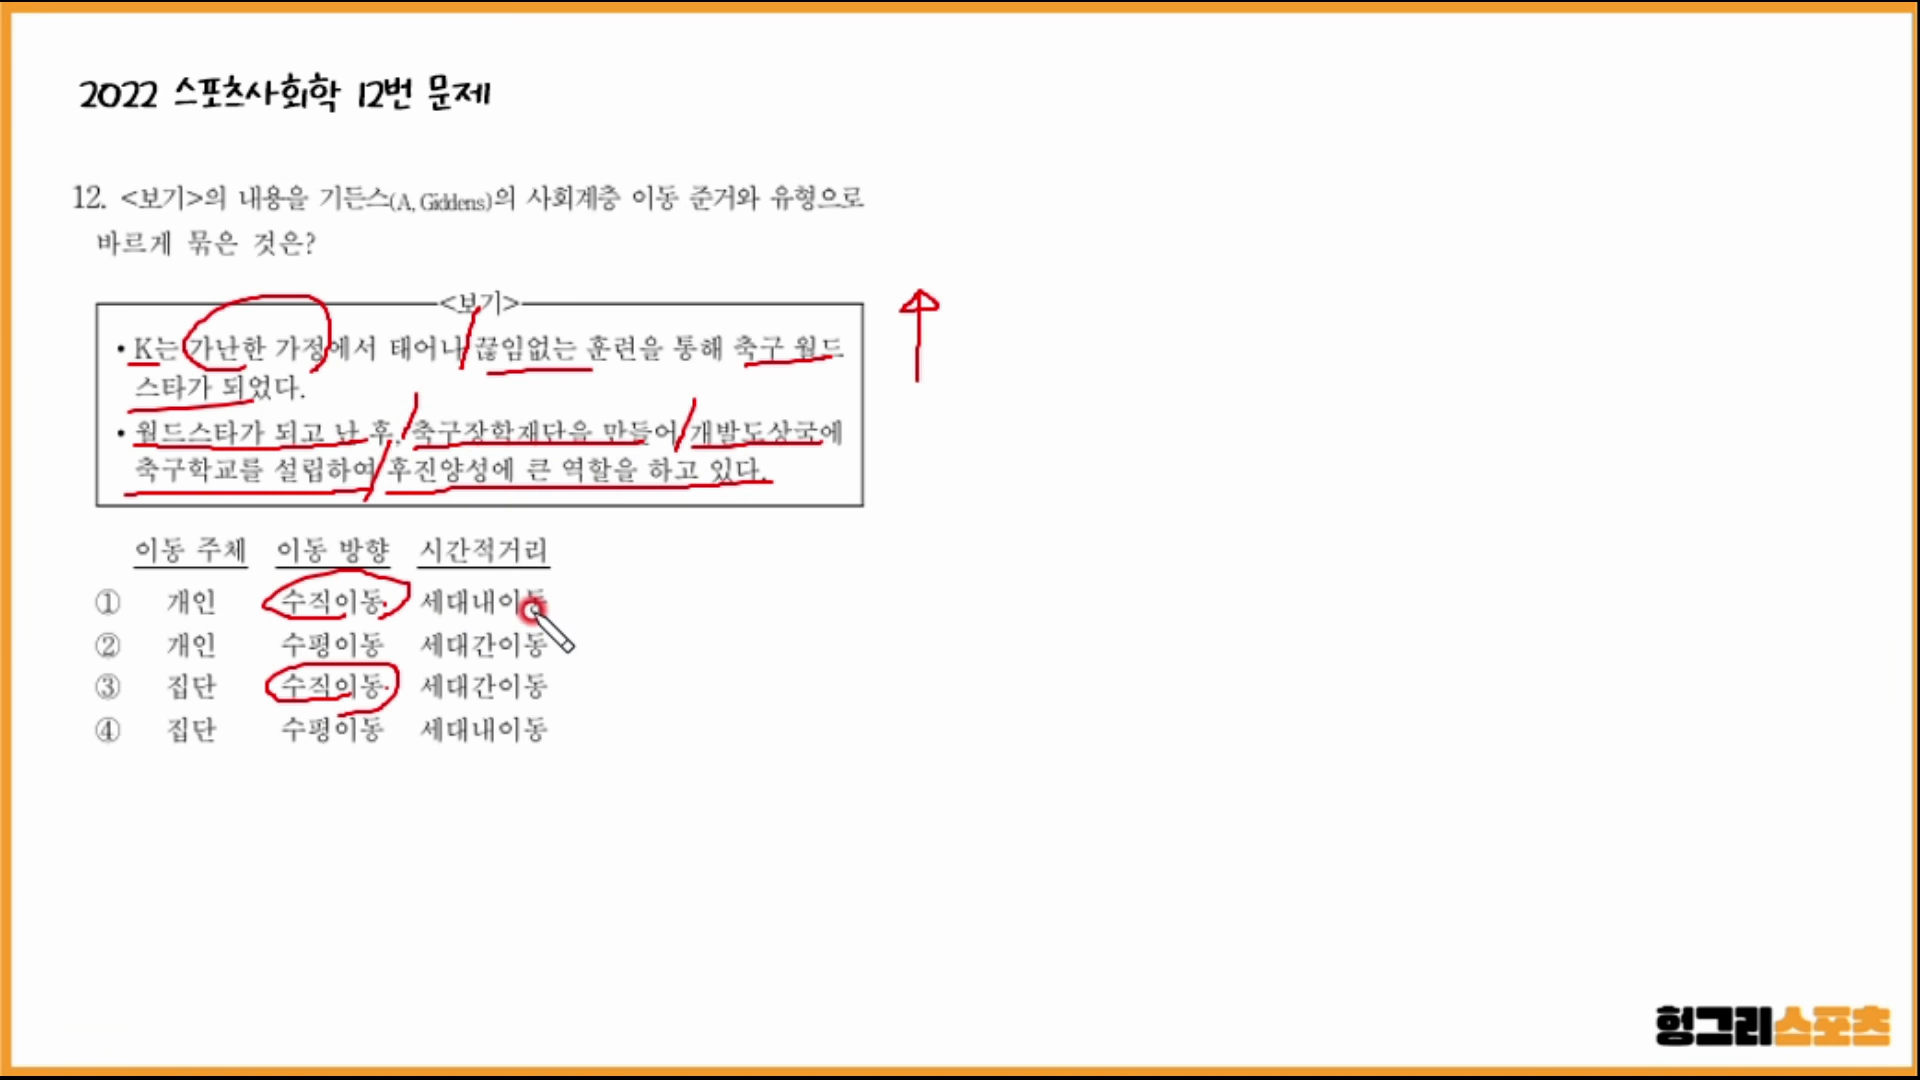 2022 스포츠사회학 12번 문제
12. <보기>의 내용을 기든스(A. Giddens)의 사회계층 이동 준거와 유형으로
바르게 묶은 것은?
<보기>
• K는 가난한 가정에서 태어나 끊임없는 훈련을 통해 축구 월드
스타가 되었다.
• 월드스타가 되고 난 후, 축구장학재단을 만들어 개발도상국에
축구학교를 설립하여 후진양성에 큰 역할을 하고 있다.
이동 주체 이동 방향 시간적거리
① 개인 수직이동 세대내이동
② 개인 수평이동 세대간이동
③ 집단 수직이동 세대간이동
④ 집단 수평이동 세대내이동
헝그리스포츠